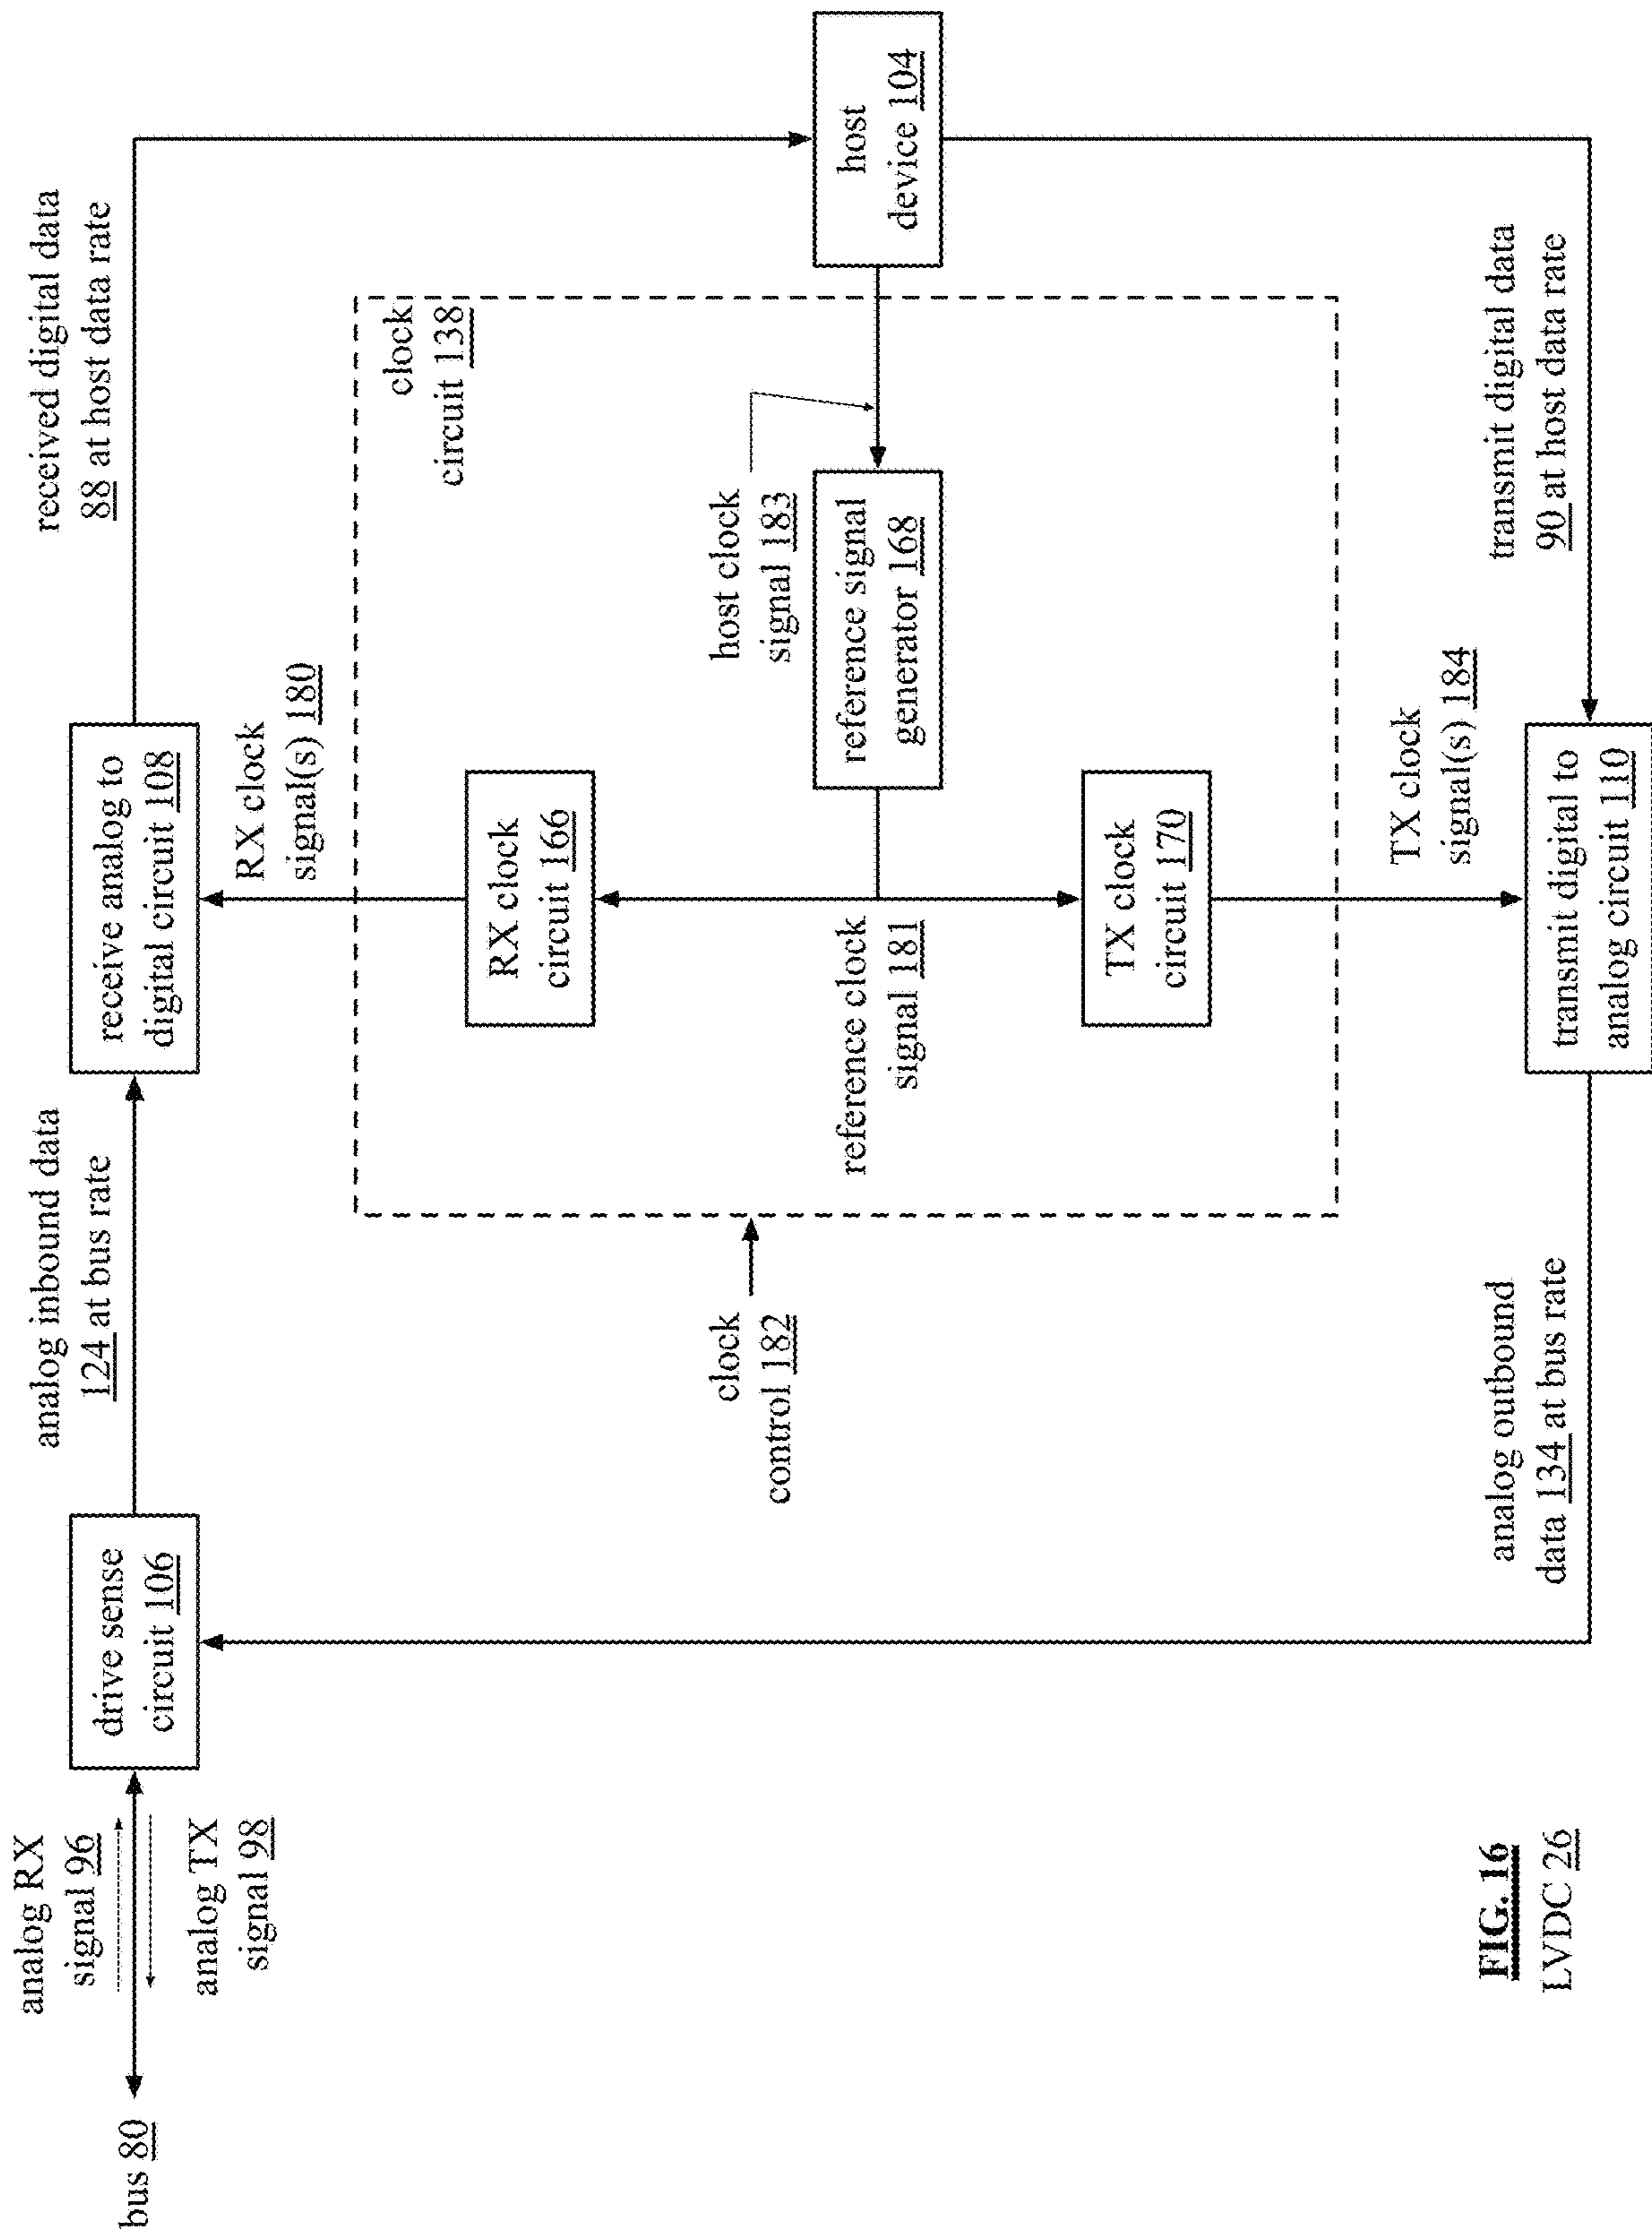 analog RX
signal 96
bus 80
analog TX
signal 98
drive sense
circuit 106
analog inbound data
124 at bus rate
receive analog to
digital circuit 108
received digital data
88 at host data rate
RX clock
signal(s) 180
clock
circuit 138
RX clock
circuit 166
clock
control 182
host clock
signal 183
reference clock
signal 181
reference signal
generator 168
host
device 104
TX clock
circuit 170
TX clock
signal(s) 184
analog outbound
data 134 at bus rate
transmit digital to
analog circuit 110
transmit digital data
90 at host data rate
FIG. 16
LVDC 26